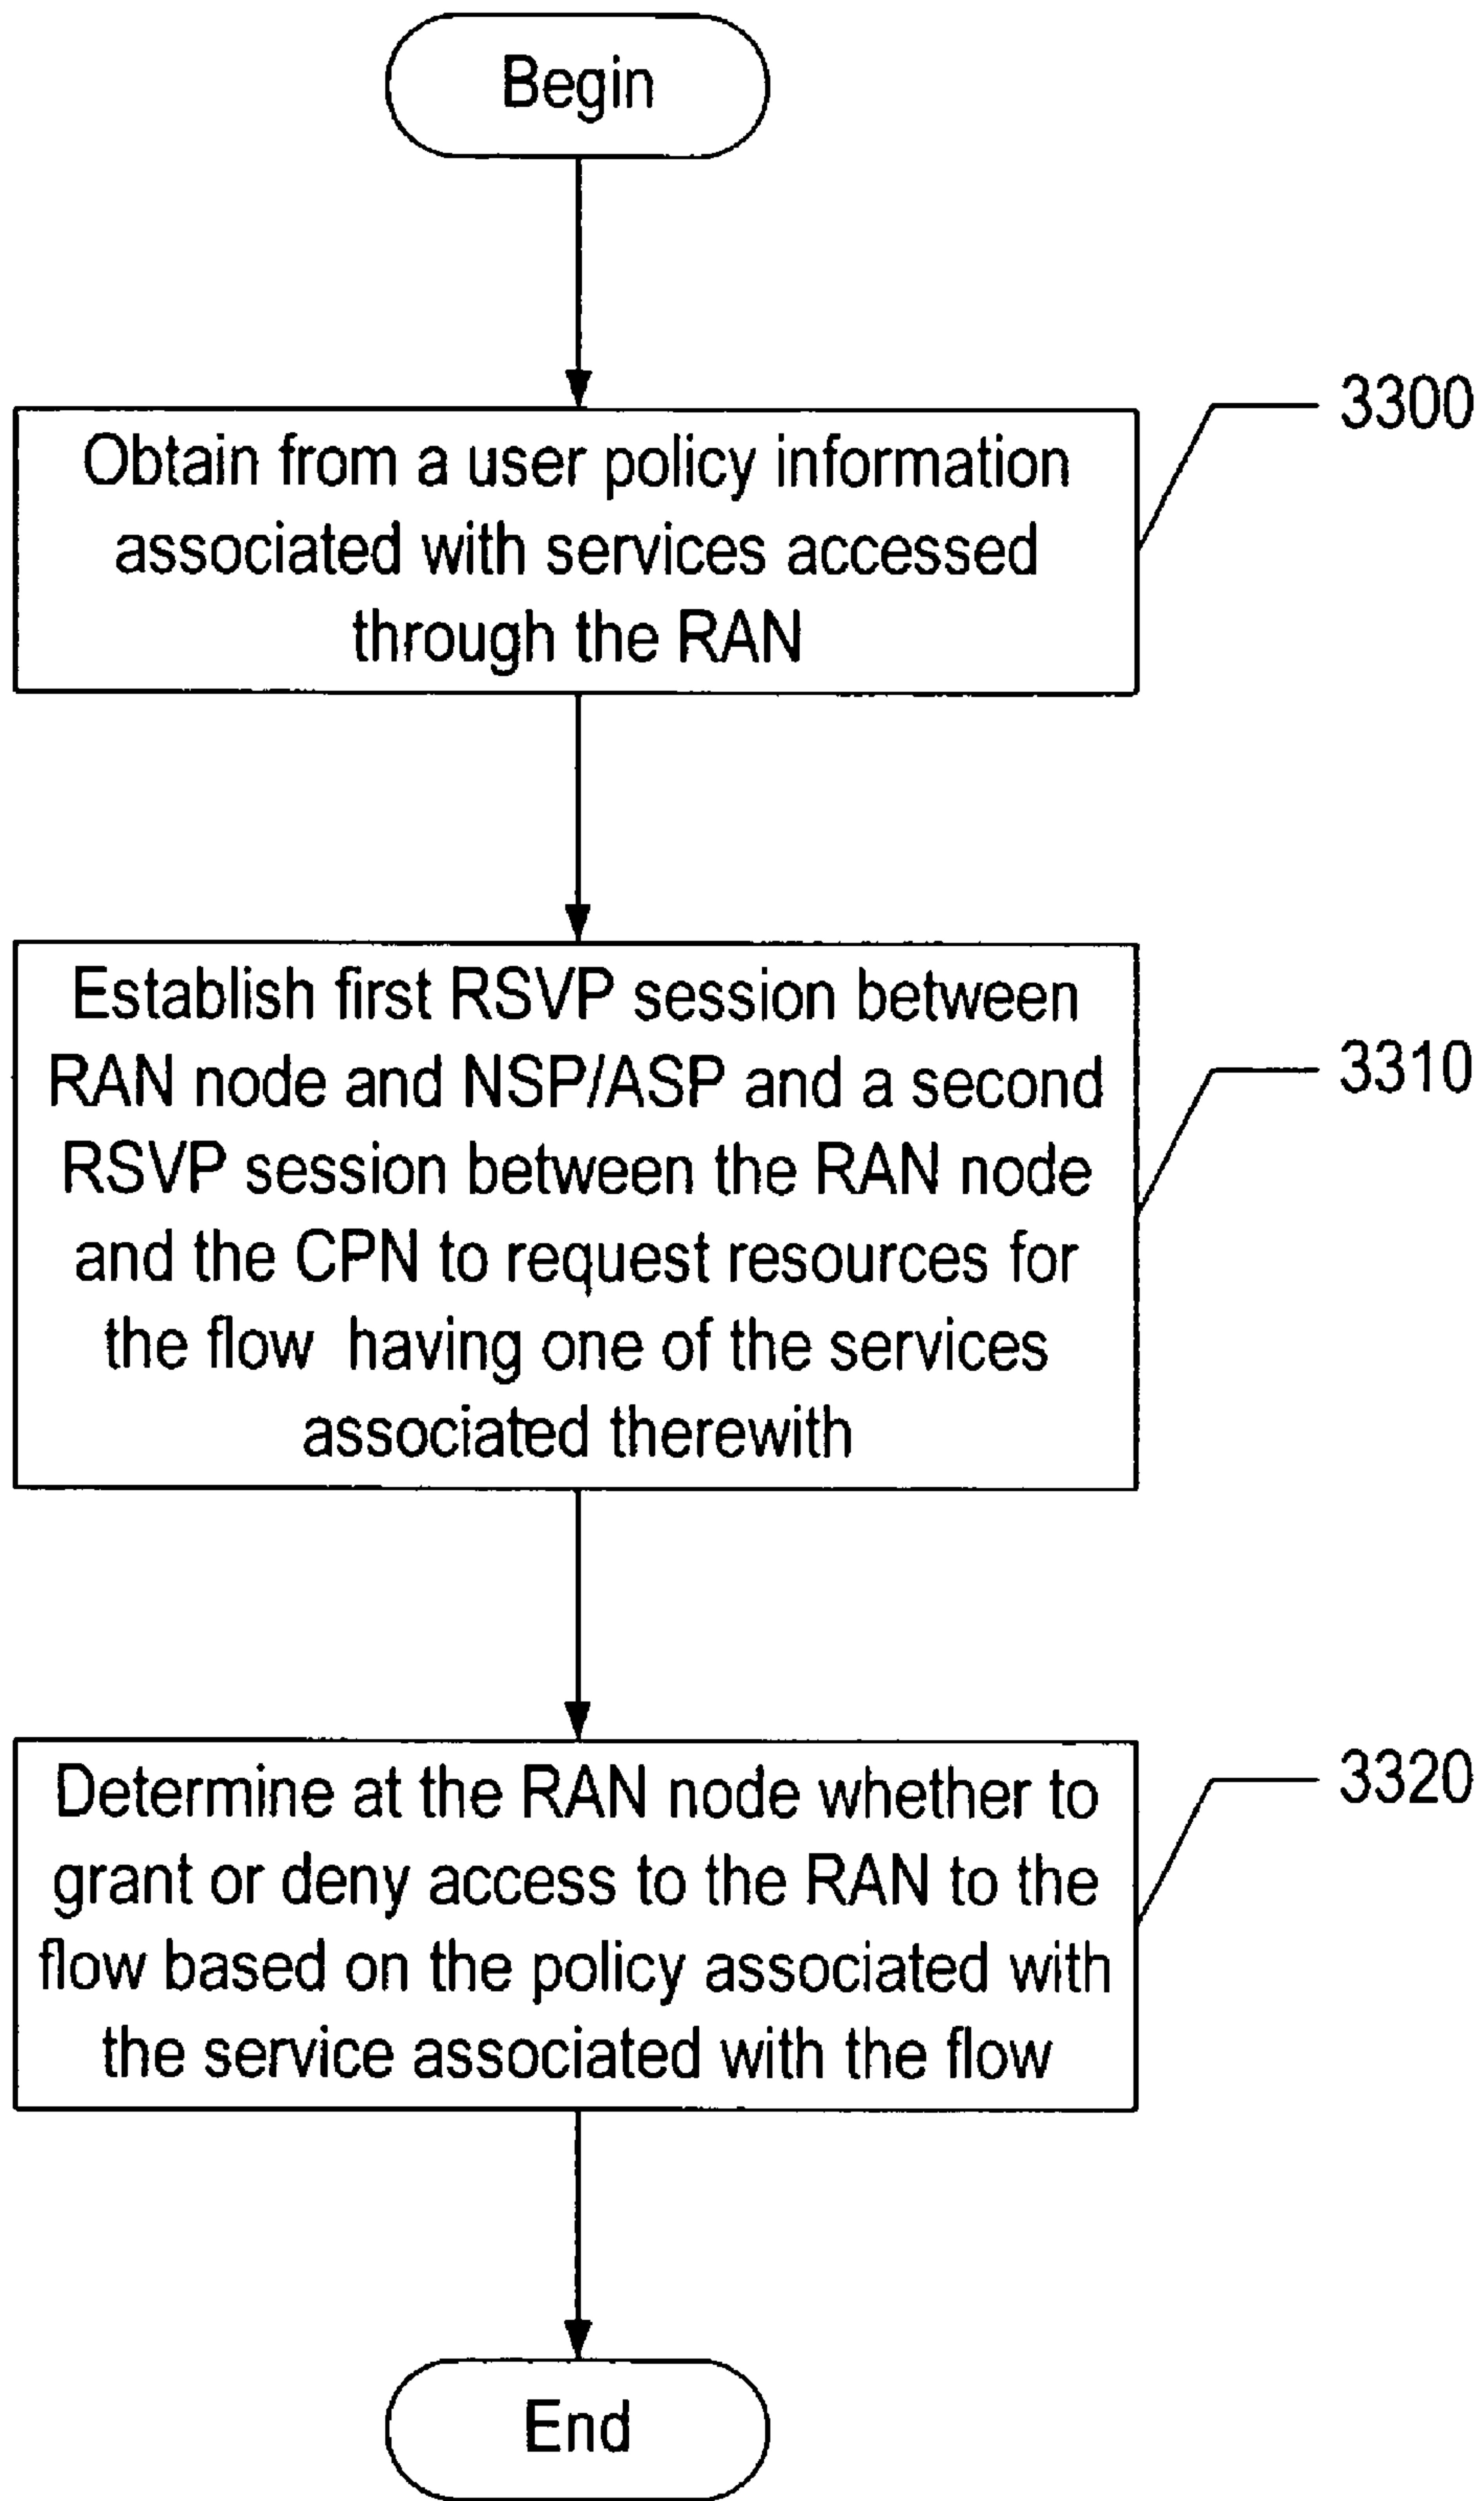 Begin
3300
Obtain from a user policy information
associated with services accessed
through the RAN
Establish first RSVP session between
RAN node and NSP/ASP and a second
RSVP session between the RAN node
and the CPN to request resources for
the flow having one of the services
associated therewith
3310
Determine at the RAN node whether to
grant or deny access to the RAN to the
flow based on the policy associated with
the service associated with the flow
3320
End